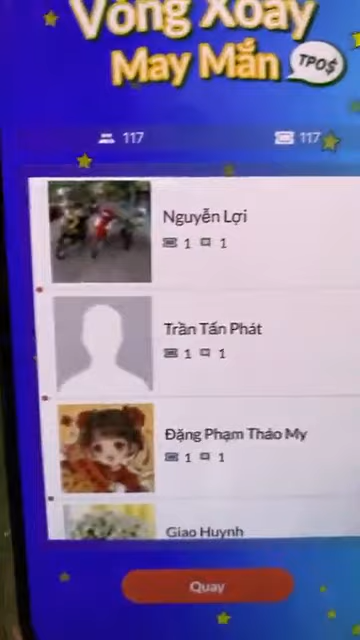 Vòng Xoay
May Mắn
TPO$
117
117
Nguyễn Lợi
1 1
Trần Tấn Phát
1 1
Đặng Phạm Thảo My
1 1
Giao Huynh
Quay